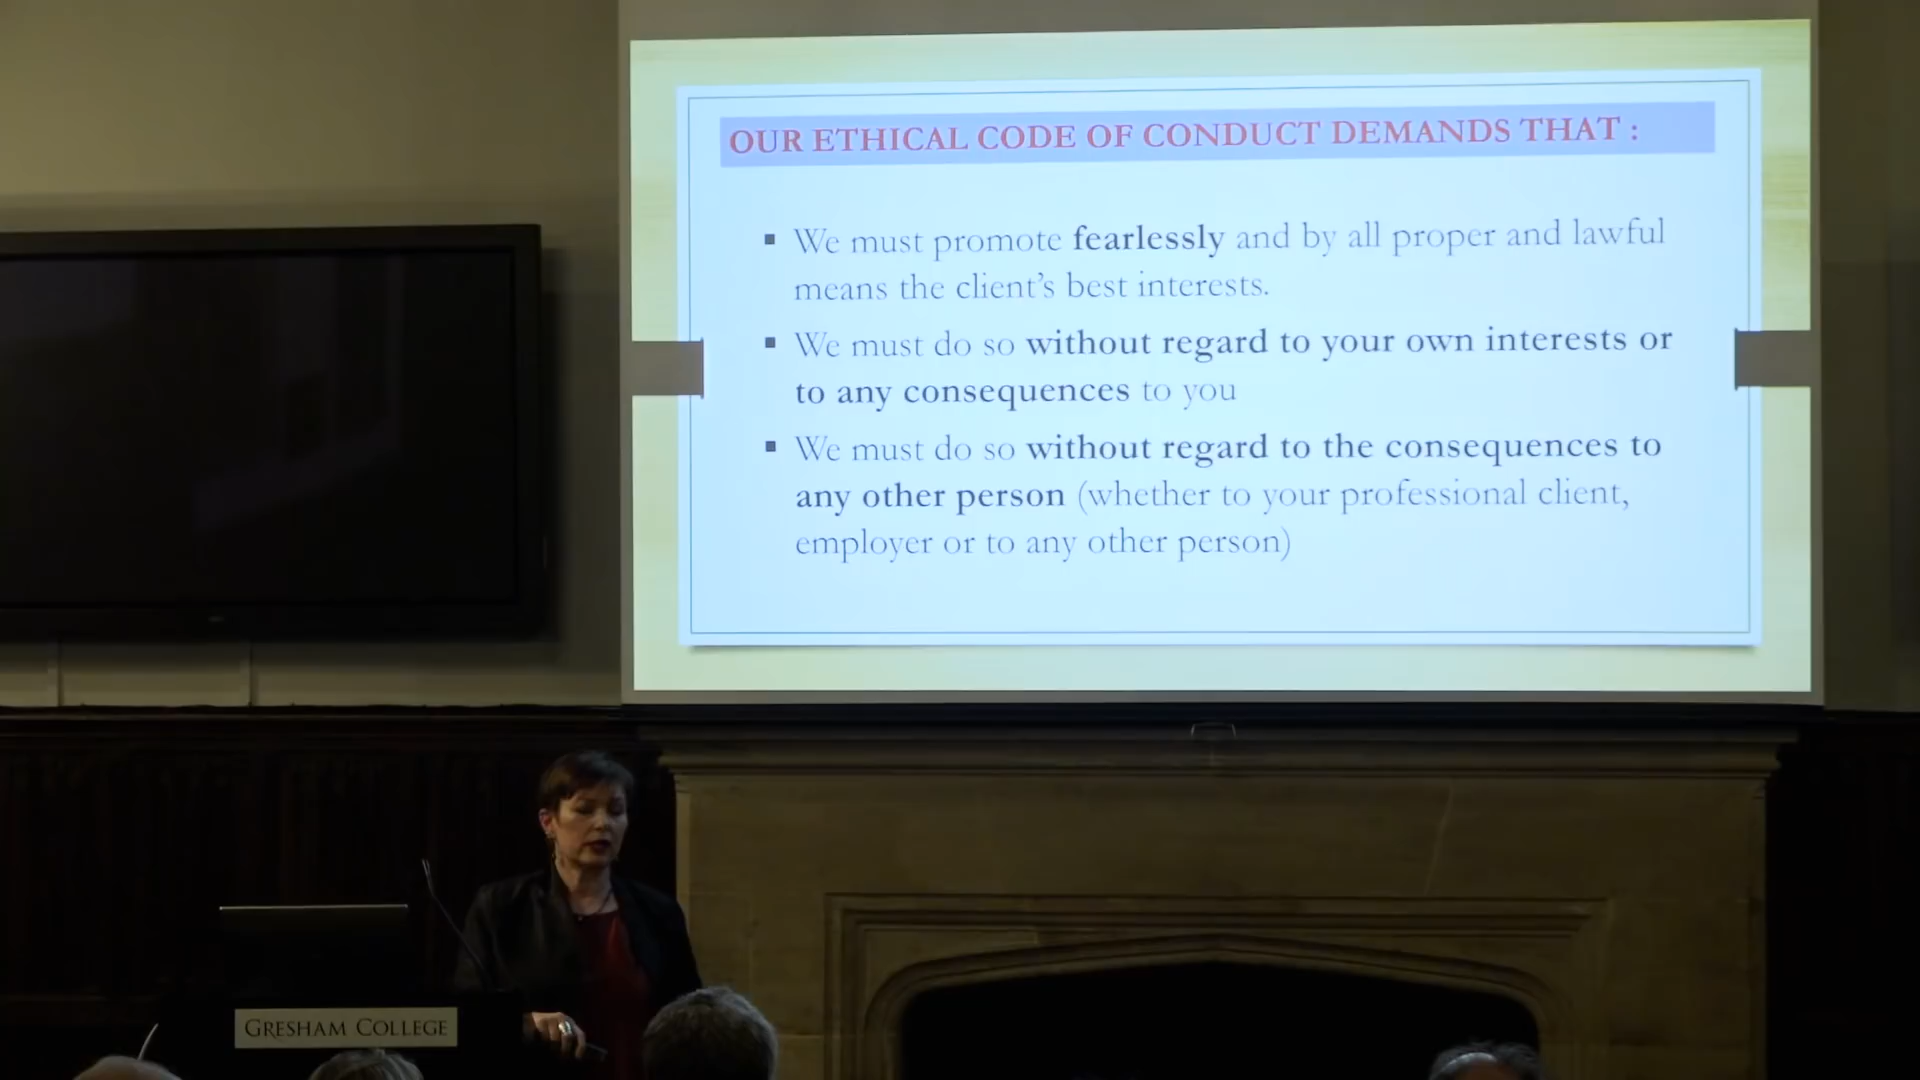 OUR ETHICAL CODE OF CONDUCT DEMANDS THAT :
▪ We must promote fearlessly and by all proper and lawful
means the client's best interests.
▪ We must do so without regard to your own interests or
to any consequences to you
▪ We must do so without regard to the consequences to
any other person (whether to your professional client,
employer or to any other person)
GRESHAM COLLEGE